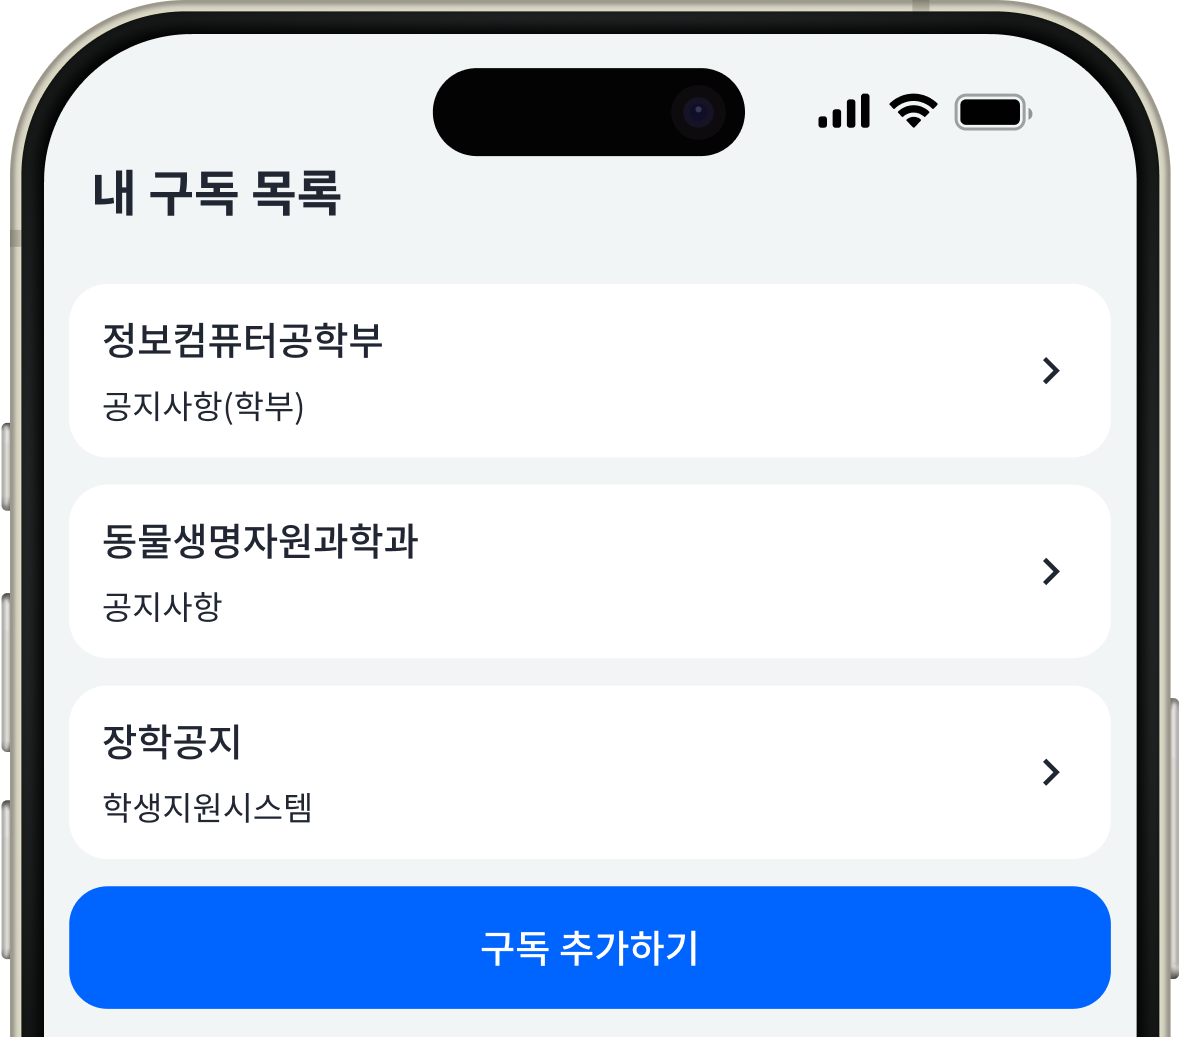 내 구독 목록
정보컴퓨터공학부
공지사항(학부)
동물생명자원과학과
공지사항
장학공지
학생지원시스템
구독 추가하기